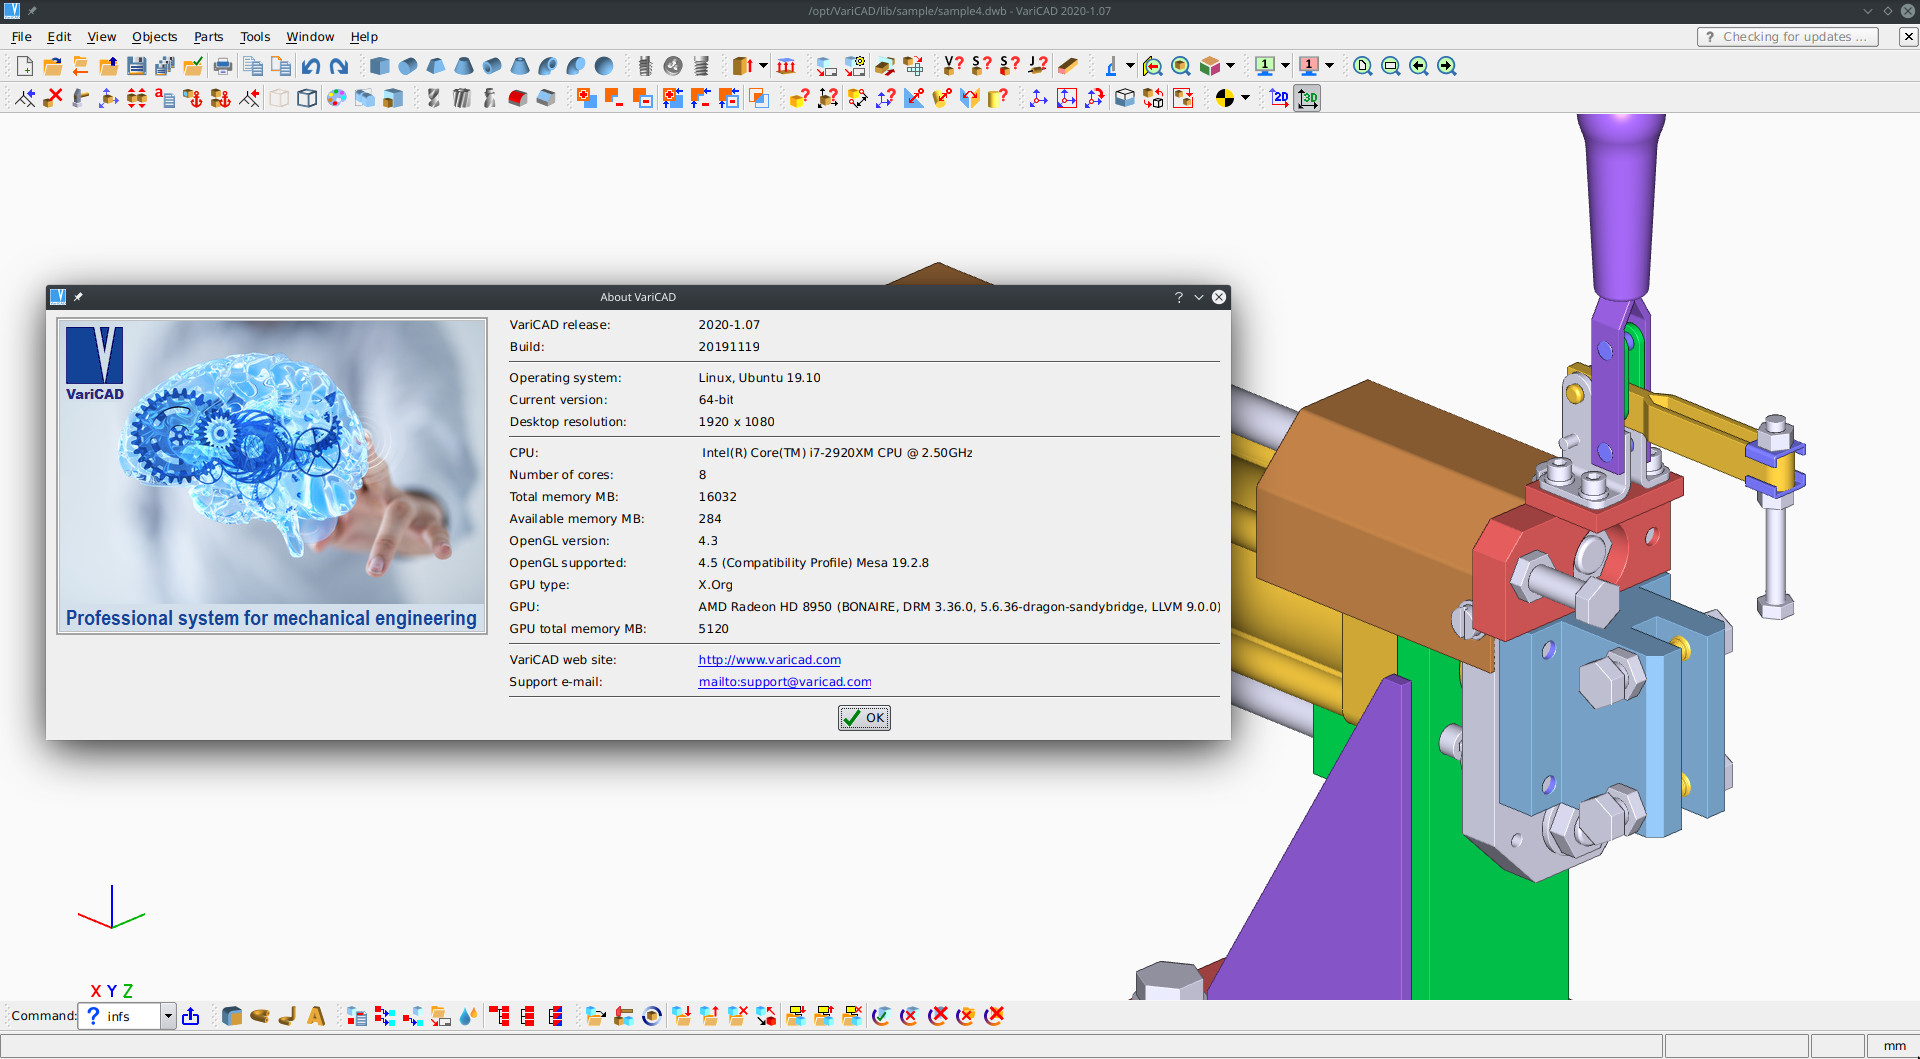 /opt/VariCAD/lib/sample/sample4.dwb - VariCAD 2020-1.07
File Edit View Objects Parts Tools Window Help
? Checking for updates ...
V? S? S? J?
1 1
2D 3D
About VariCAD
VariCAD
Professional system for mechanical engineering
VariCAD release: 2020-1.07
Build: 20191119
Operating system: Linux, Ubuntu 19.10
Current version: 64-bit
Desktop resolution: 1920 x 1080
CPU: Intel(R) Core(TM) i7-2920XM CPU @ 2.50GHz
Number of cores: 8
Total memory MB: 16032
Available memory MB: 284
OpenGL version: 4.3
OpenGL supported: 4.5 (Compatibility Profile) Mesa 19.2.8
GPU type: X.Org
GPU: AMD Radeon HD 8950 (BONAIRE, DRM 3.36.0, 5.6.36-dragon-sandybridge, LLVM 9.0.0)
GPU total memory MB: 5120
VariCAD web site: http://www.varicad.com
Support e-mail: mailto:support@varicad.com
OK
X Y Z
Command: ? infs
mm